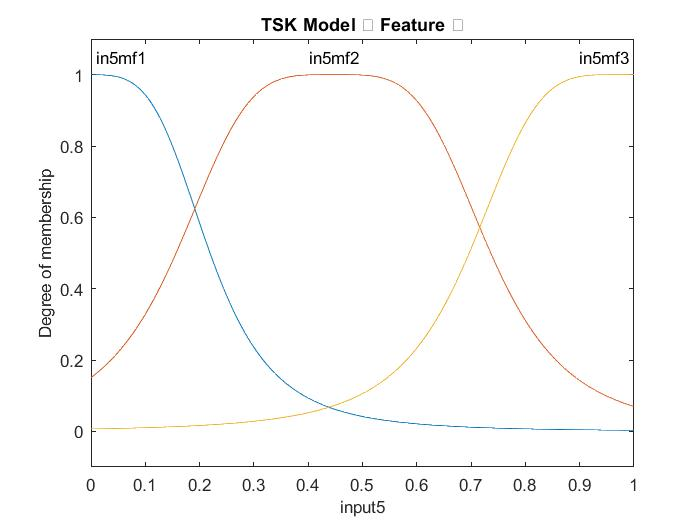 TSK Model Feature
in5mf1 in5mf2 in5mf3
1
0.8
0.6
0.4
0.2
0
Degree of membership
0 0.1 0.2 0.3 0.4 0.5 0.6 0.7 0.8 0.9 1
input5